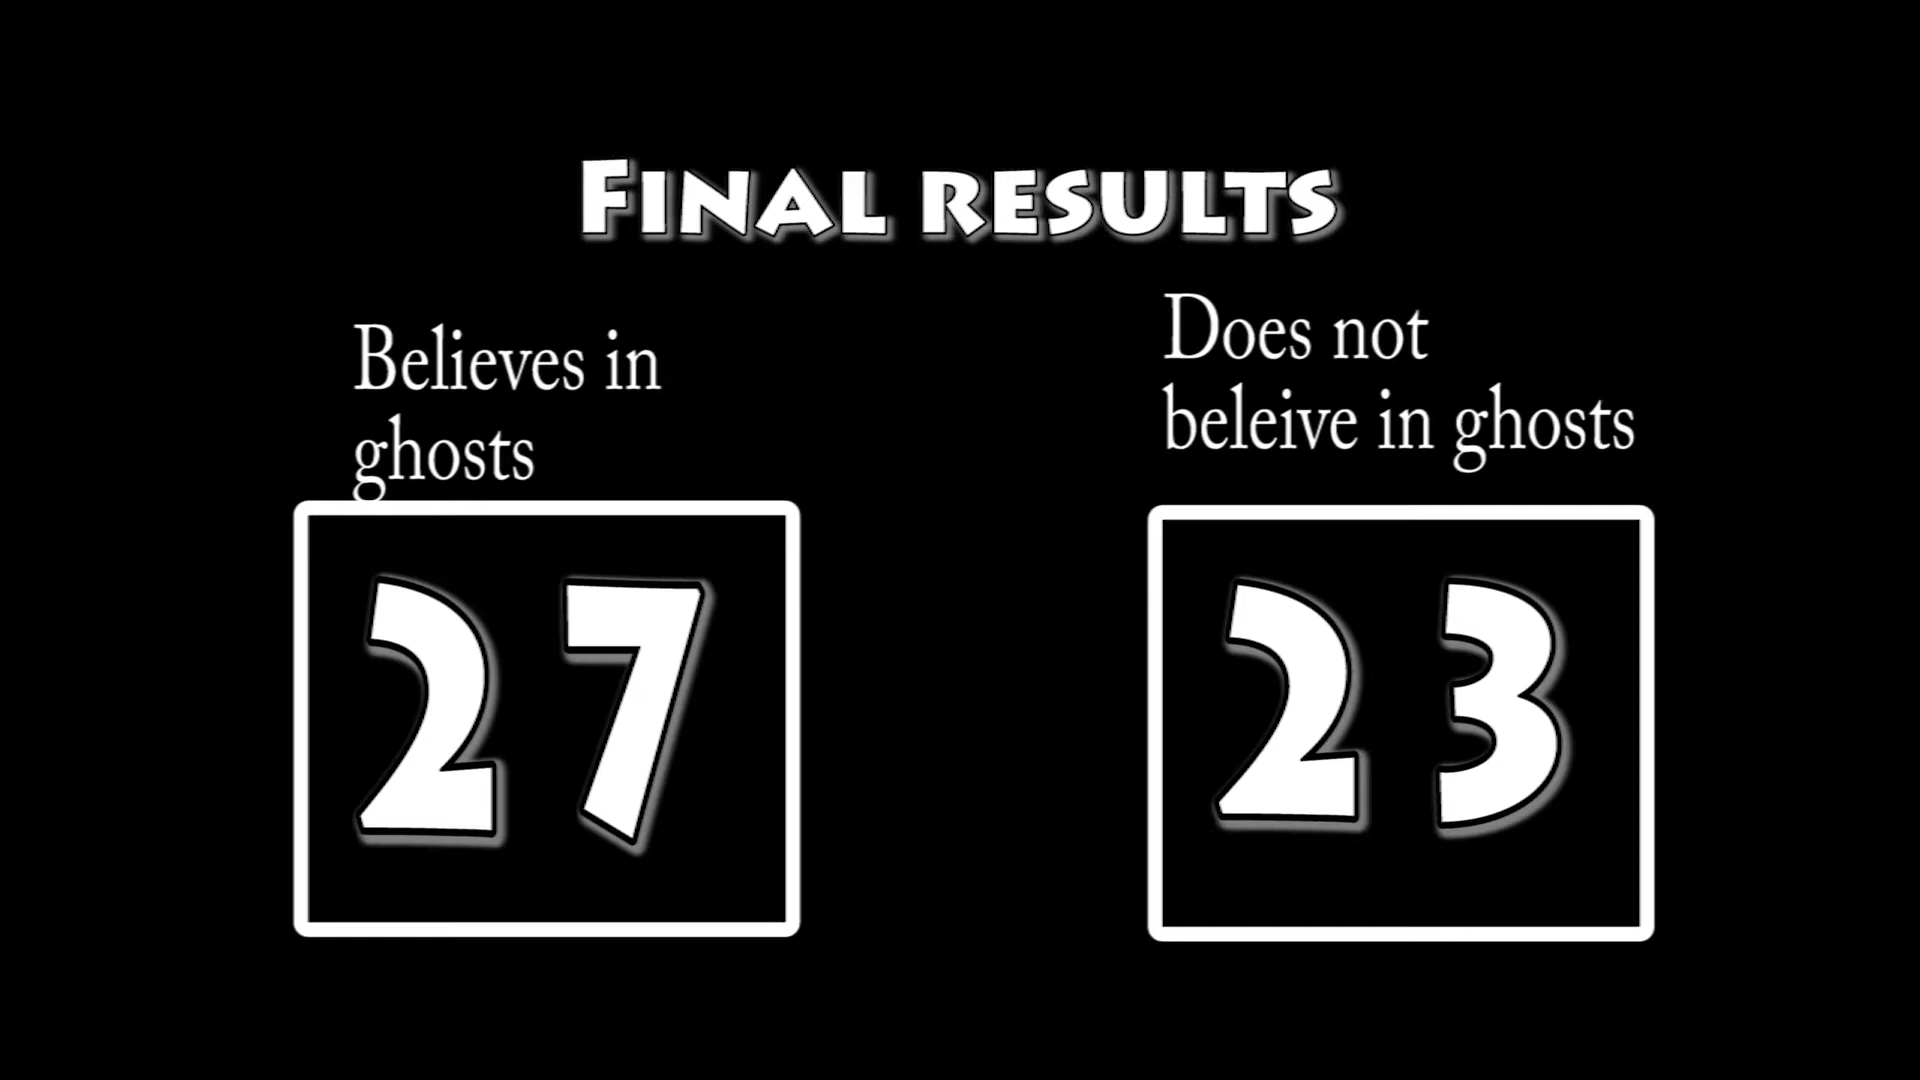 Final results
Believes in
ghosts
Does not
beleive in ghosts
27
23